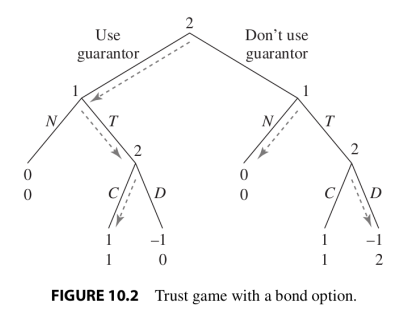 2
Use
guarantor
Don’t use
guarantor
1
1
N
T
N
T
2
2
0
0
0
0
C
D
C
D
1
1
–1
0
1
1
–1
2
FIGURE 10.2 Trust game with a bond option.